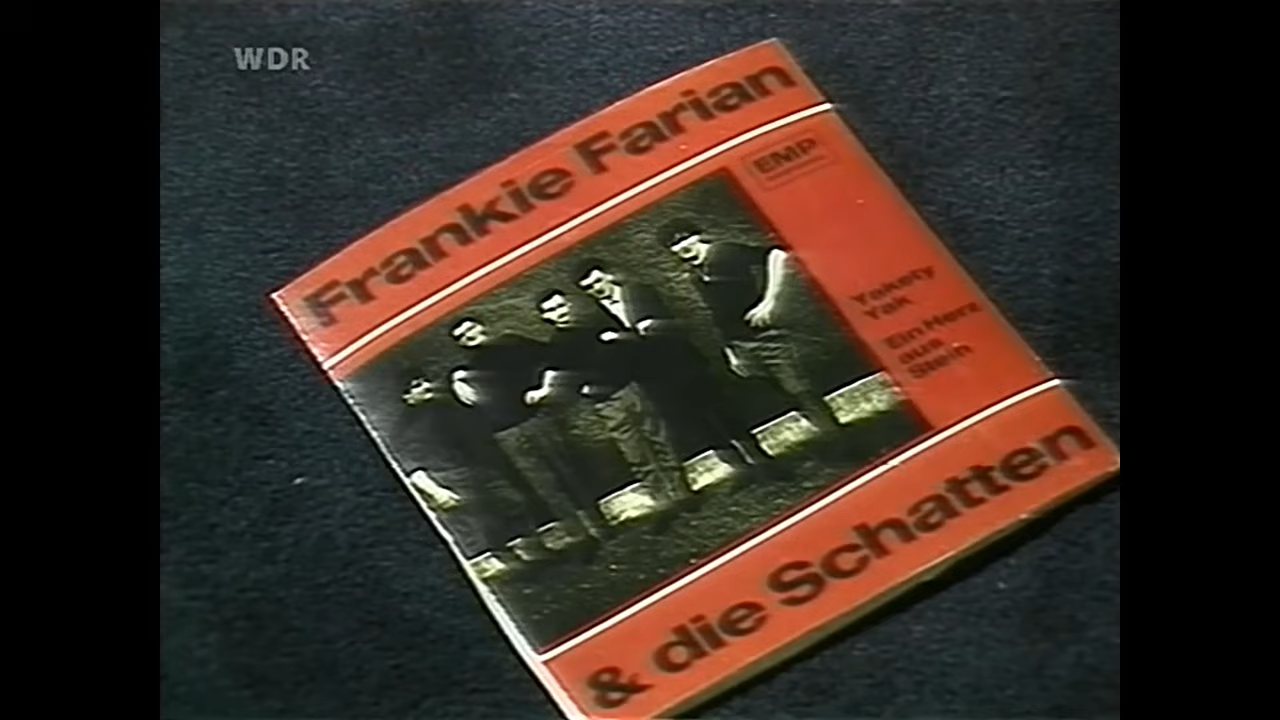 WDR
Frankie Farian
EMP
Yakety
Yak
Ein Herz
aus
Stein
& die Schatten